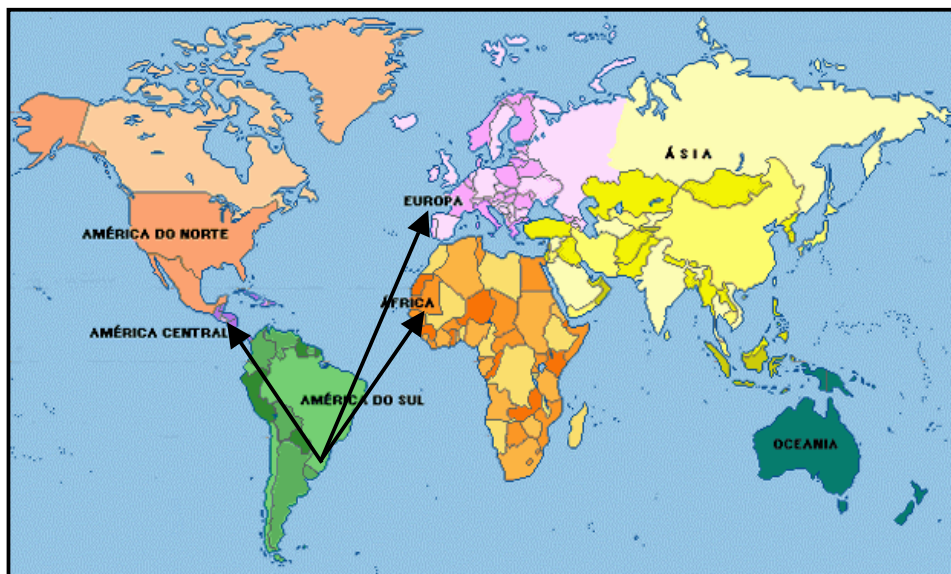 ÁSIA
EUROPA
AMÉRICA DO NORTE
ÁFRICA
AMÉRICA CENTRAL
AMÉRICA DO SUL
OCEANIA